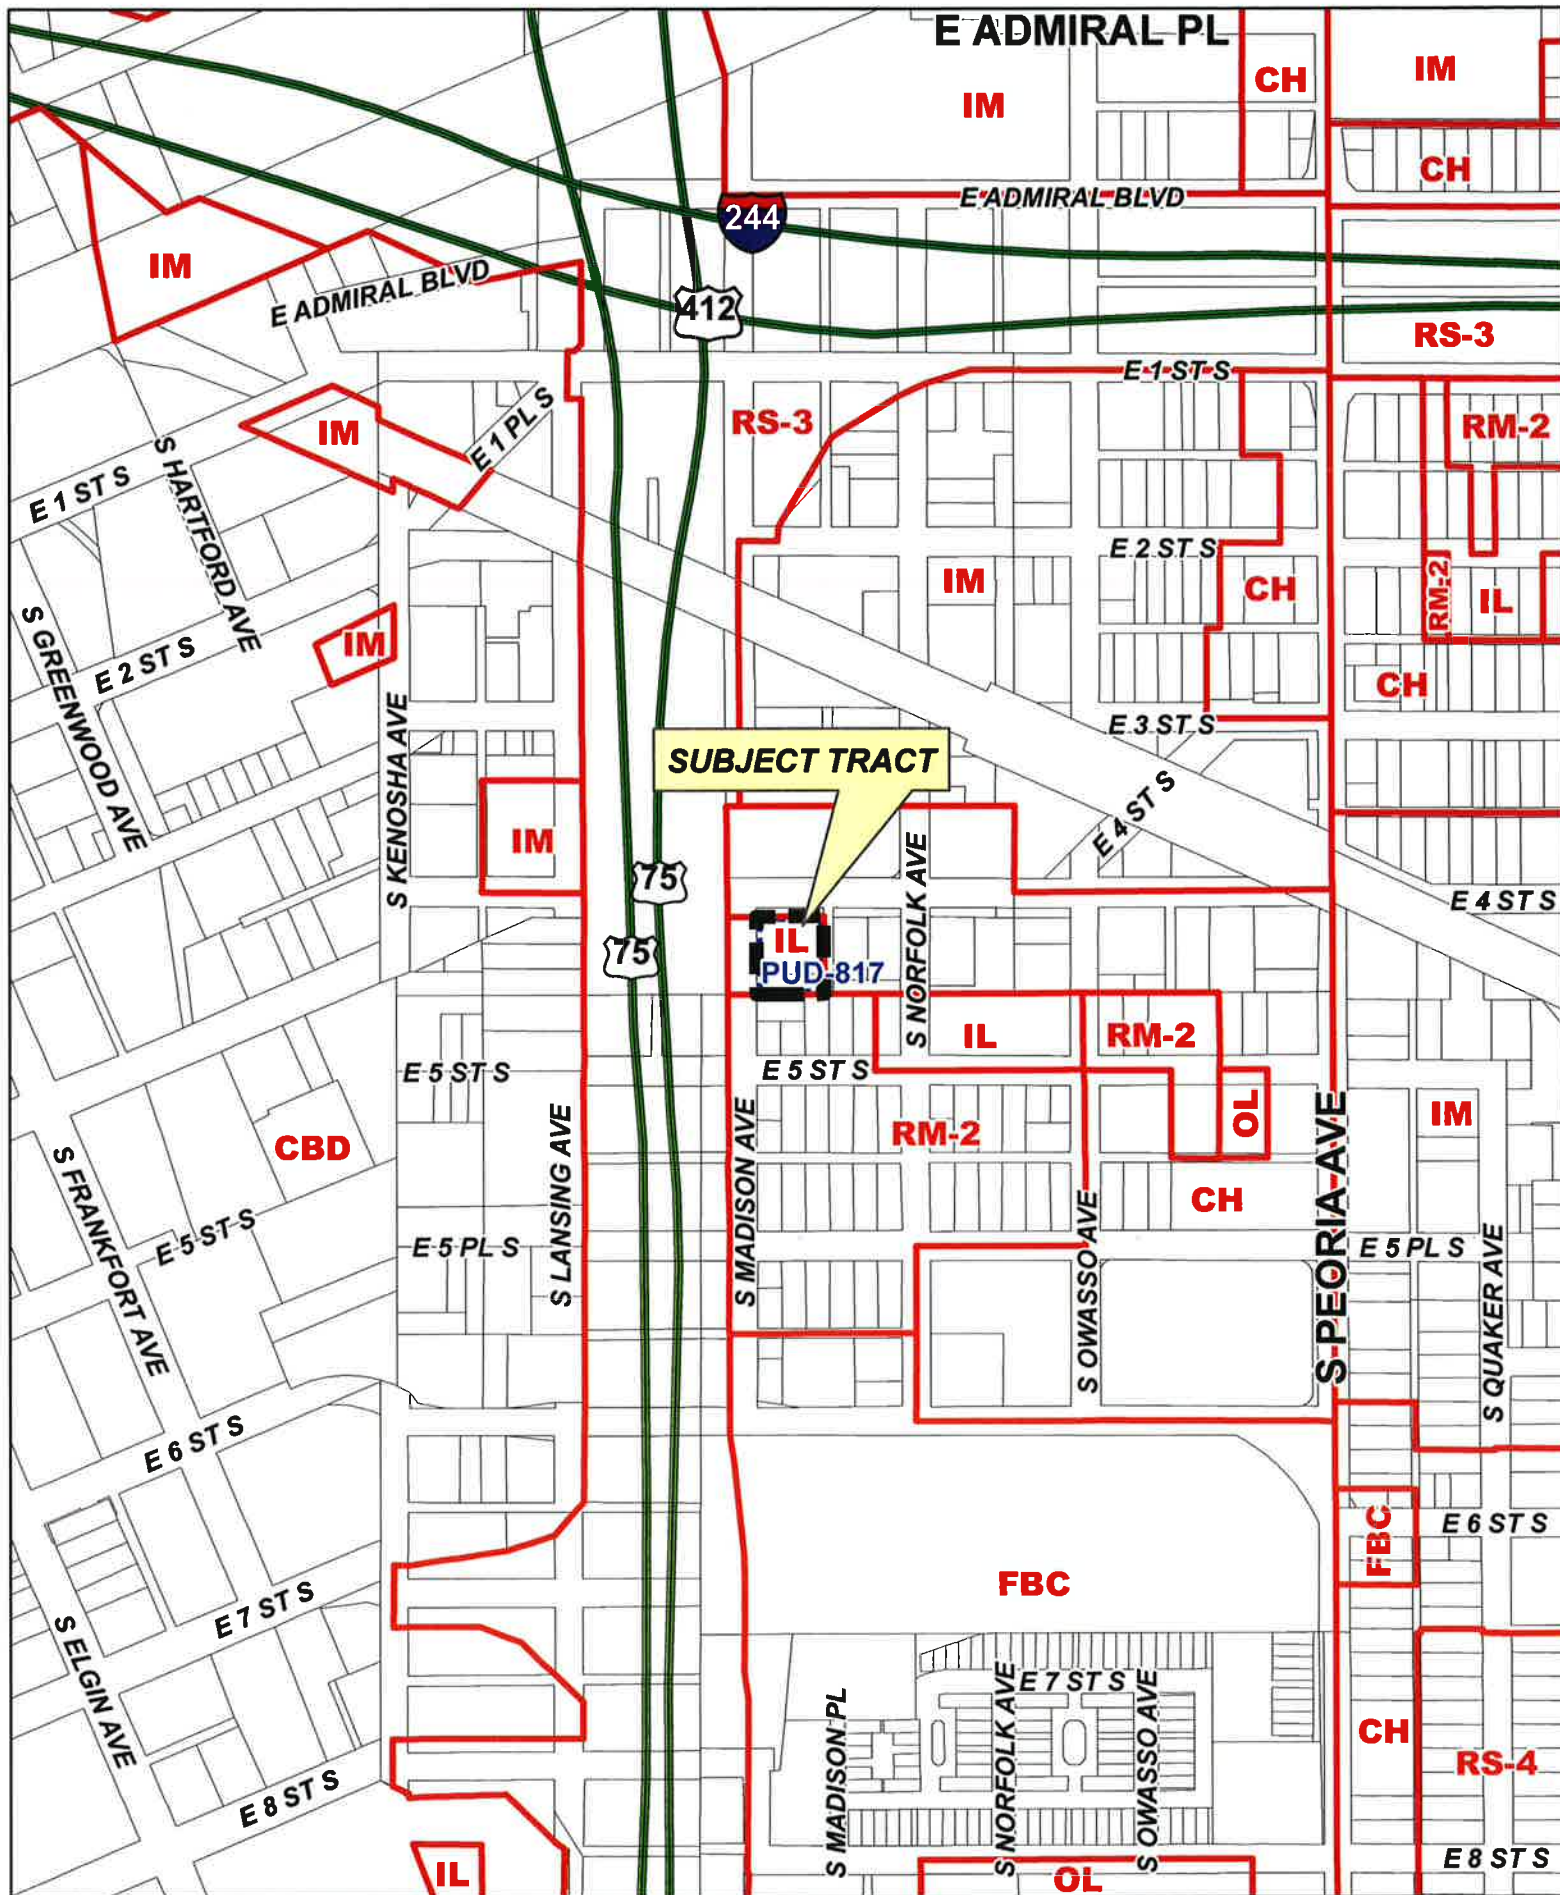 E ADMIRAL PL
CH
IM
IM
CH
E ADMIRAL BLVD
244
IM
E ADMIRAL BLVD
412
RS-3
E 1 ST S
E 1 PL S
RS-3
RM-2
IM
S HARTFORD AVE
E 1 ST S
E 2 ST S
IM
CH
RM-2
IL
S GREENWOOD AVE
IM
E 2 ST S
CH
S KENOSHA AVE
E 3 ST S
SUBJECT TRACT
E 4 ST S
IM
75
S NORFOLK AVE
E 4 ST S
75
IL
PUD-817
IL
RM-2
E 5 ST S
E 5 ST S
OL
IM
RM-2
CBD
S LANSING AVE
S MADISON AVE
S PEORIA AVE
CH
S FRANKFORT AVE
E 5 ST S
E 5 PL S
S OWASSO AVE
E 5 PL S
S QUAKER AVE
E 6 ST S
FBC
E 6 ST S
FBC
E 7 ST S
S ELGIN AVE
E 7 ST S
S MADISON PL
S NORFOLK AVE
S OWASSO AVE
CH
RS-4
E 8 ST S
E 8 ST S
IL
OL